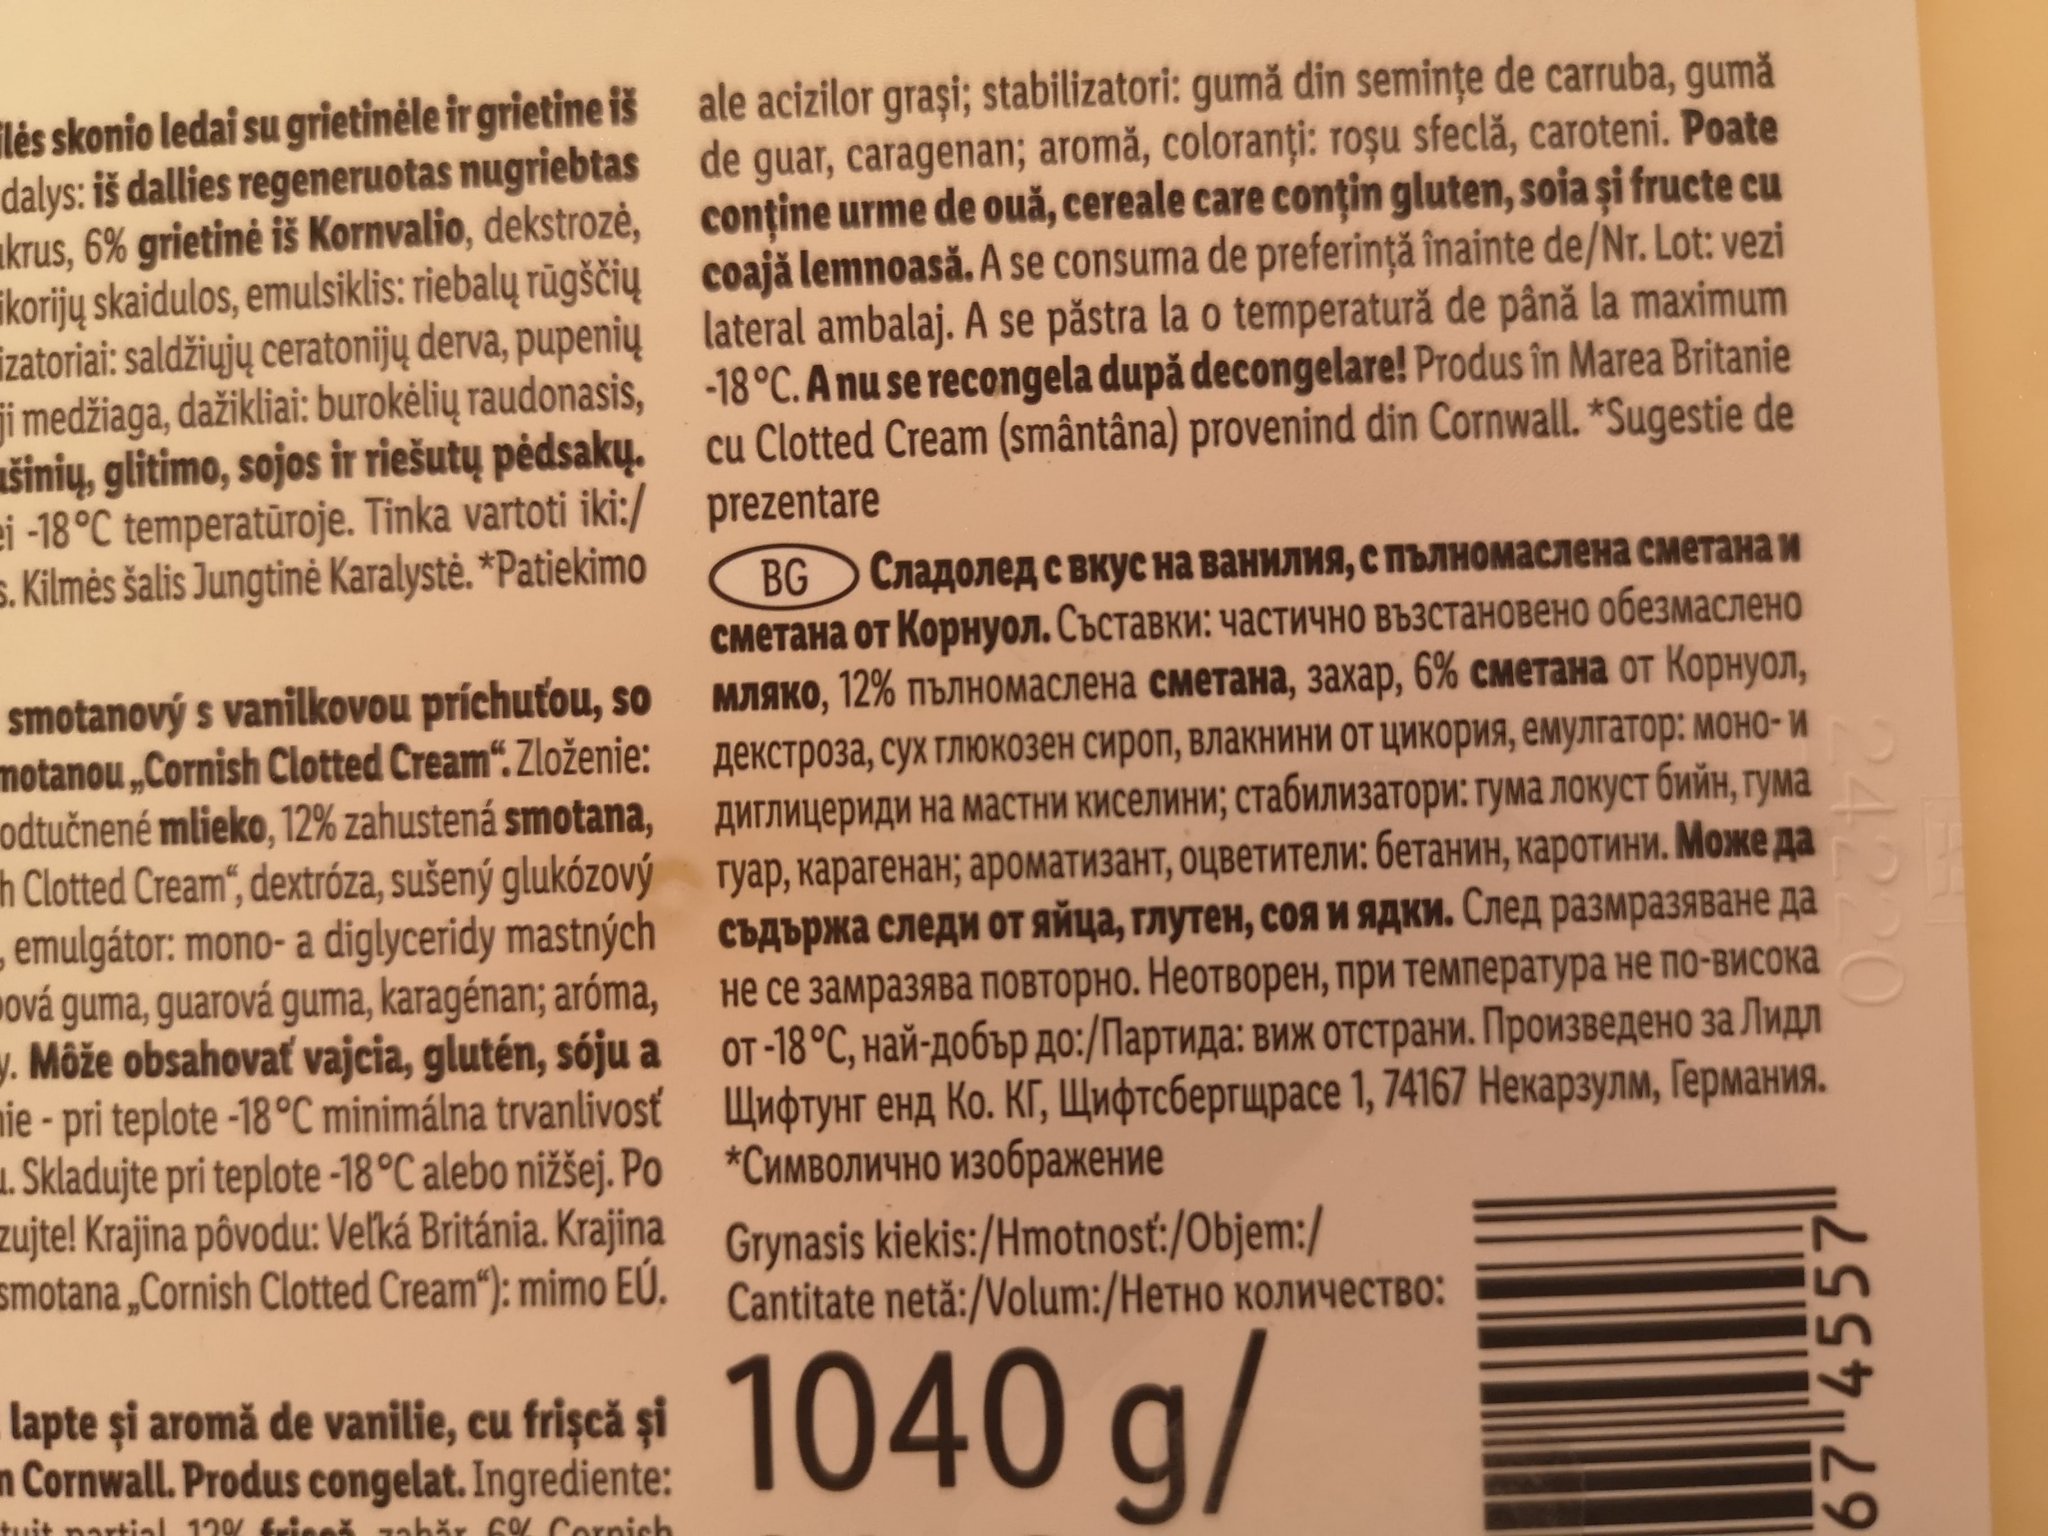 skonio ledai su grietinėle ir grietine iš
dalys: iš dallies regeneruotas nugriebtas
6% grietinė iš Kornvalio, dekstrozė,
skaidulos, emulsiklis: riebalų rūgščių
saldžiųjų ceratonijų derva, pupenių
medžiaga, dažikliai: burokėlių raudonasis,
glitimo, sojos ir riešutų pėdsakų.
-18°C temperatūroje. Tinka vartoti iki:/
Kilmės šalis Jungtinė Karalystė. *Patiekimo
smotanový s vanilkovou príchuťou, so
„Cornish Clotted Cream“. Zloženie:
odtučnené mlieko, 12% zahustená smotana,
Clotted Cream“, dextróza, sušený glukózový
, emulgátor: mono- a diglyceridy mastných
guma, guarová guma, karagénan; aróma,
Môže obsahovať vajcia, glutén, sóju a
- pri teplote -18°C minimálna trvanlivosť
Skladujte pri teplote -18°C alebo nižšej. Po
Krajina pôvodu: Veľká Británia. Krajina
smotana „Cornish Clotted Cream“): mimo EÚ.
lapte și aromă de vanilie, cu frișcă și
Cornwall. Produs congelat. Ingrediente:
partial, 12% frișcă, zahăr, 6% Cornish
ale acizilor grași; stabilizatori: gumă din semințe de carruba, gumă
de guar, caragenan; aromă, coloranți: roșu sfeclă, caroteni. Poate
conține urme de ouă, cereale care conțin gluten, soia și fructe cu
coajă lemnoasă. A se consuma de preferință înainte de/Nr. Lot: vezi
lateral ambalaj. A se păstra la o temperatură de până la maximum
-18°C. A nu se recongela după decongelare! Produs în Marea Britanie
cu Clotted Cream (smântâna) provenind din Cornwall. *Sugestie de
prezentare
BG Сладолед с вкус на ванилия, с пълномаслена сметана и
сметана от Корнуол. Съставки: частично възстановено обезмаслено
мляко, 12% пълномаслена сметана, захар, 6% сметана от Корнуол,
декстроза, сух глюкозен сироп, влакнини от цикория, емулгатор: моно- и
диглицериди на мастни киселини; стабилизатори: гума локуст бийн, гума
гуар, карагенан; ароматизант, оцветители: бетанин, каротини. Може да
съдържа следи от яйца, глутен, соя и ядки. След размразяване да
не се замразява повторно. Неотворен, при температура не по-висока
от -18°C, най-добър до:/Партида: виж отстрани. Произведено за Лидл
Щифтунг енд Ко. КГ, Щифтсбергщрасе 1, 74167 Некарзулм, Германия.
*Символично изображение
Grynasis kiekis:/Hmotnosť:/Objem:/
Cantitate netă:/Volum:/Нетно количество:
1040 g/
67 4557
24220